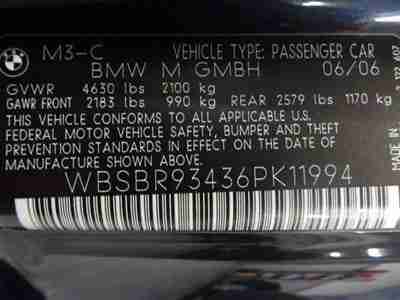 M3-C VEHICLE TYPE: PASSENGER CAR
BMW M GMBH 06/06
GVWR 4630 lbs 2100 kg
GAWR FRONT 2183 lbs 990 kg REAR 2579 lbs 1170 kg
THIS VEHICLE CONFORMS TO ALL APPLICABLE U.S.
FEDERAL MOTOR VEHICLE SAFETY, BUMPER AND THEFT
PREVENTION STANDARDS IN EFFECT ON THE DATE OF
MANUFACTURE SHOWN ABOVE.
WBSBR93436PK11994